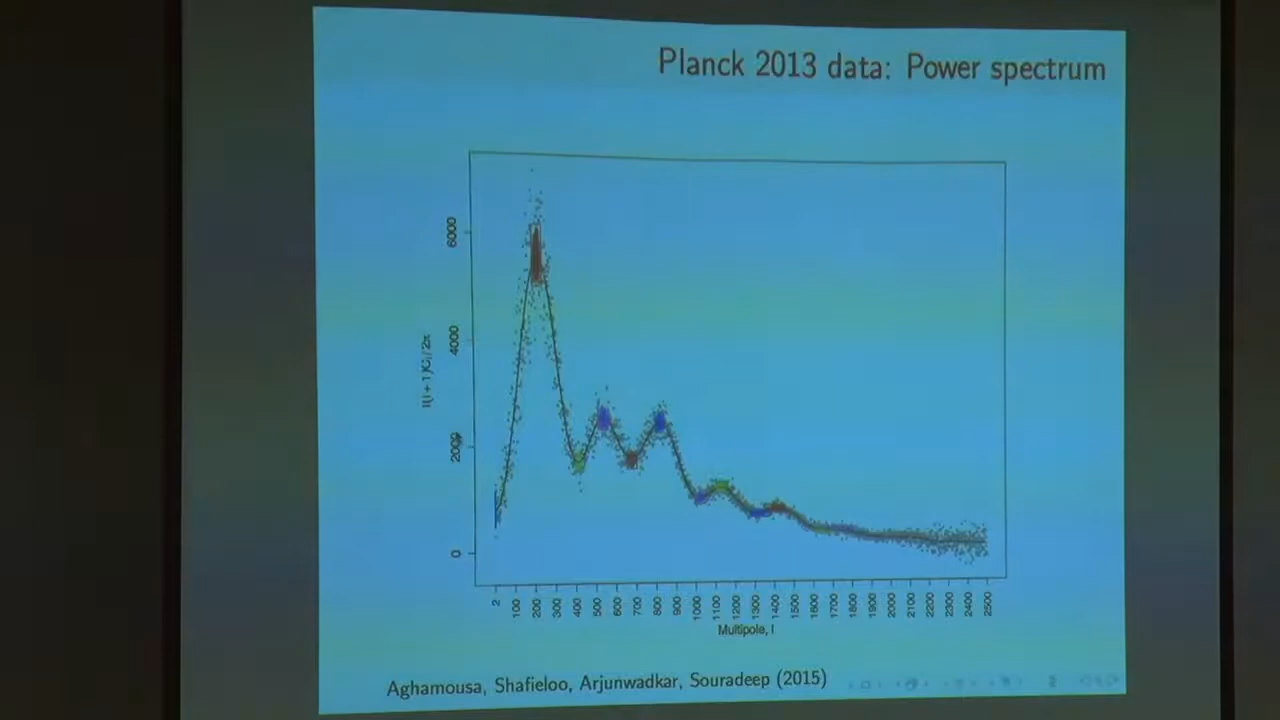 Planck 2013 data: Power spectrum
6000
4000
2000
0
l(l + 1)Cl/2π
2 100 200 300 400 500 600 700 800 900 1000 1100 1200 1300 1400 1500 1600 1700 1800 1900 2000 2100 2200 2300 2400 2500
Multipole, l
Aghamousa, Shafieloo, Arjunwadkar, Souradeep (2015)